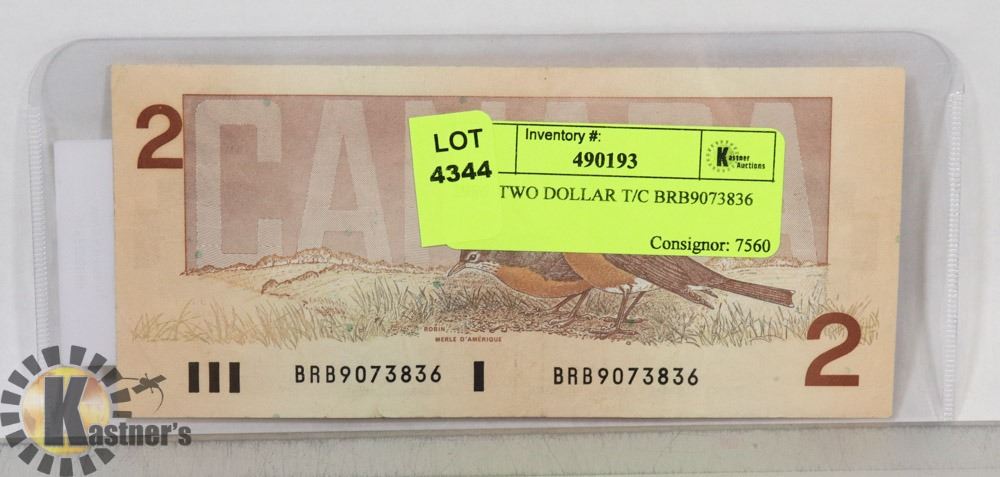 2
CANADA
LOT
4344
Inventory #:
490193
Kastner
Auctions
TWO DOLLAR T/C BRB9073836
Consignor: 7560
ROBIN
MERLE D'AMÉRIQUE
BRB9073836 BRB9073836
2
Kastner's